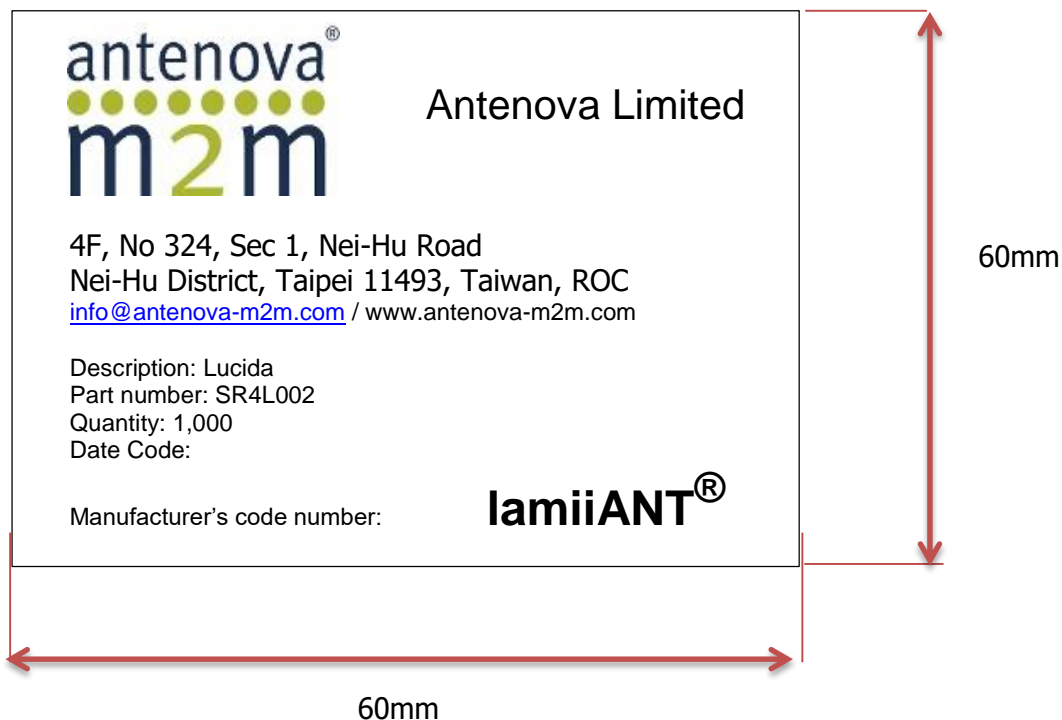 antenova®
m2m
Antenova Limited
4F, No 324, Sec 1, Nei-Hu Road
Nei-Hu District, Taipei 11493, Taiwan, ROC
info@antenova-m2m.com / www.antenova-m2m.com
Description: Lucida
Part number: SR4L002
Quantity: 1,000
Date Code:
Manufacturer’s code number:
lamiiANT®
60mm
60mm